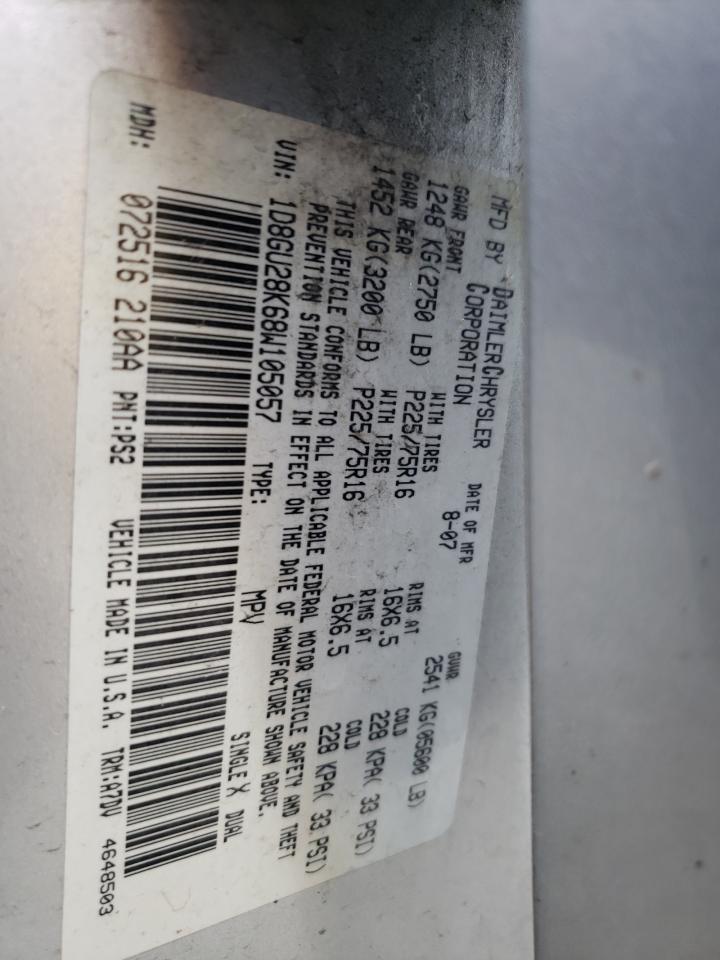 MFD BY DAIMLERCHRYSLER CORPORATION
DATE OF MFR 8-07
GVWR 2541 KG(05600 LB)
GAWR FRONT 1248 KG(2750 LB)
WITH TIRES P225/75R16
RIMS AT 16X6.5
COLD 228 KPA( 33 PSI)
GAWR REAR 1452 KG(3200 LB)
WITH TIRES P225/75R16
RIMS AT 16X6.5
COLD 228 KPA( 33 PSI)
THIS VEHICLE CONFORMS TO ALL APPLICABLE FEDERAL MOTOR VEHICLE SAFETY AND THEFT
PREVENTION STANDARDS IN EFFECT ON THE DATE OF MANUFACTURE SHOWN ABOVE.
VIN: 1D8GU28K68W105057 TYPE: MPV SINGLE X DUAL
MDH: 072516 210AA PNT:PS2 VEHICLE MADE IN U.S.A. TRM:A7DV 4648503